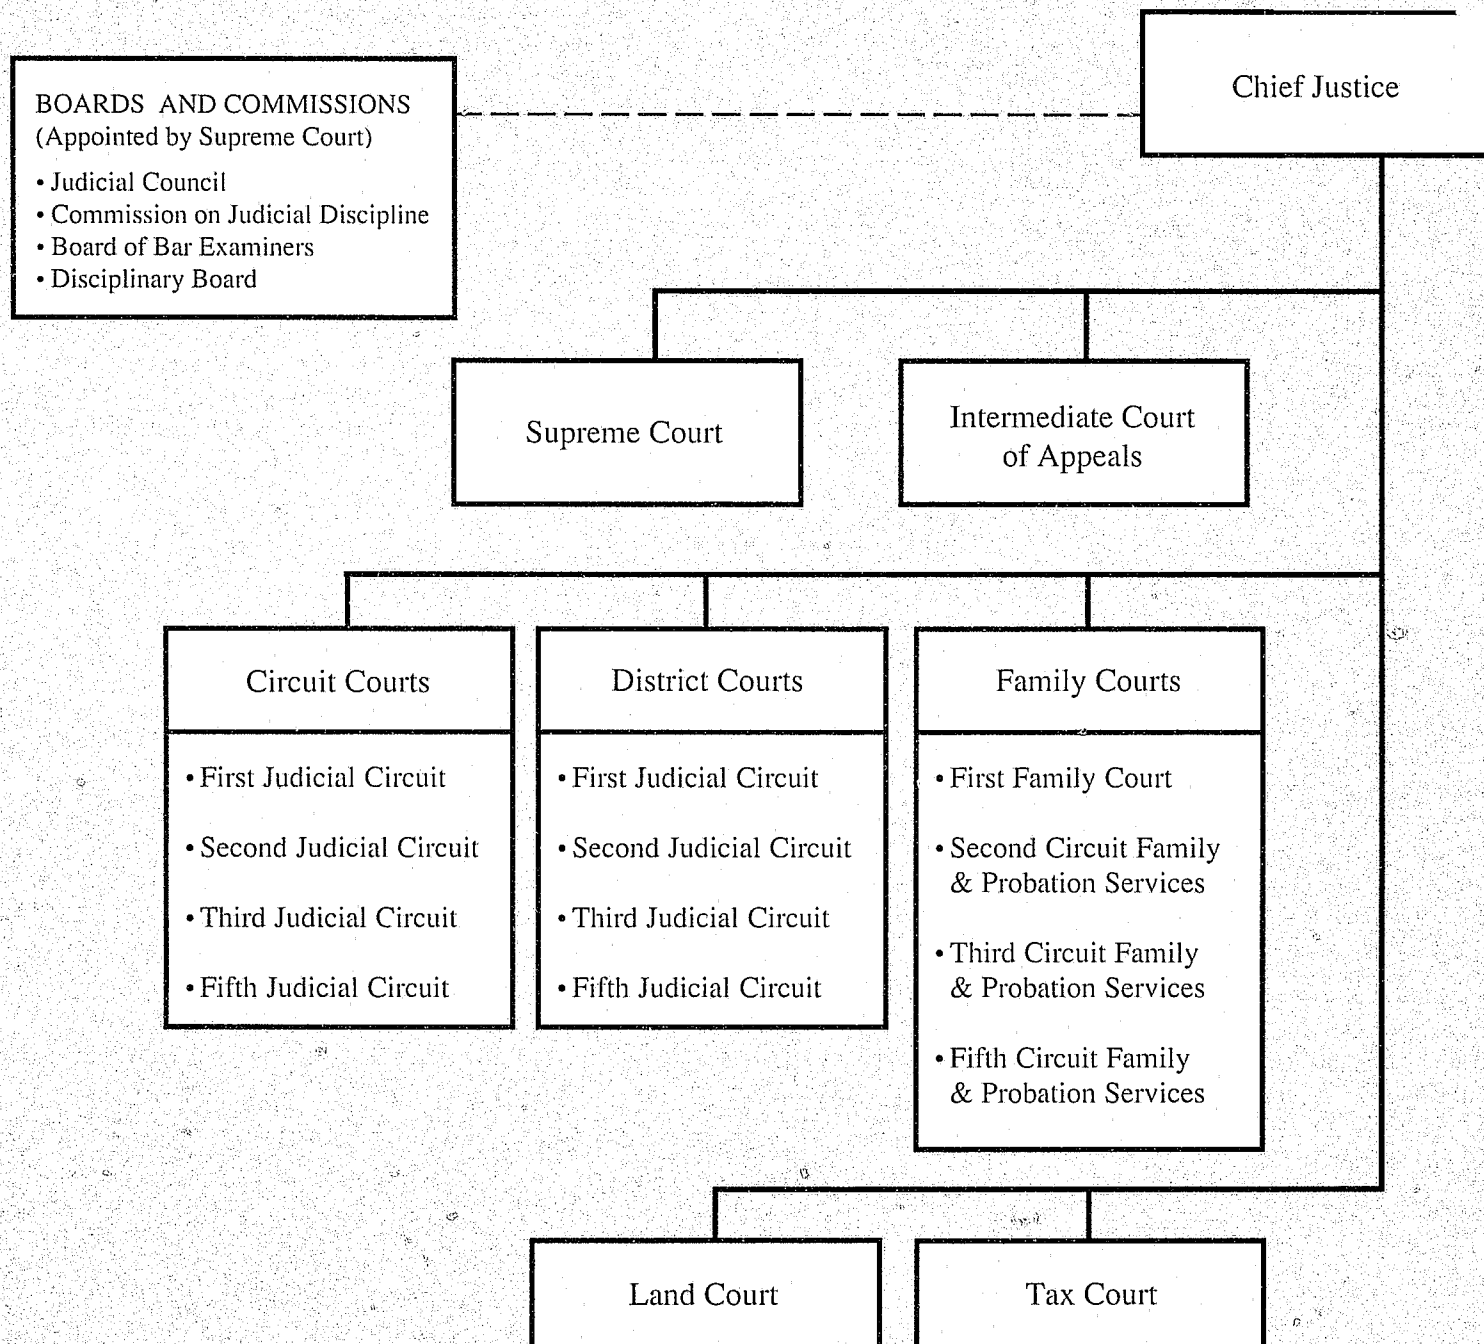 Chief Justice
BOARDS AND COMMISSIONS
(Appointed by Supreme Court)
• Judicial Council
• Commission on Judicial Discipline
• Board of Bar Examiners
• Disciplinary Board
Supreme Court
Intermediate Court
of Appeals
Circuit Courts
• First Judicial Circuit
• Second Judicial Circuit
• Third Judicial Circuit
• Fifth Judicial Circuit
District Courts
• First Judicial Circuit
• Second Judicial Circuit
• Third Judicial Circuit
• Fifth Judicial Circuit
Family Courts
• First Family Court
• Second Circuit Family
& Probation Services
• Third Circuit Family
& Probation Services
• Fifth Circuit Family
& Probation Services
Land Court
Tax Court